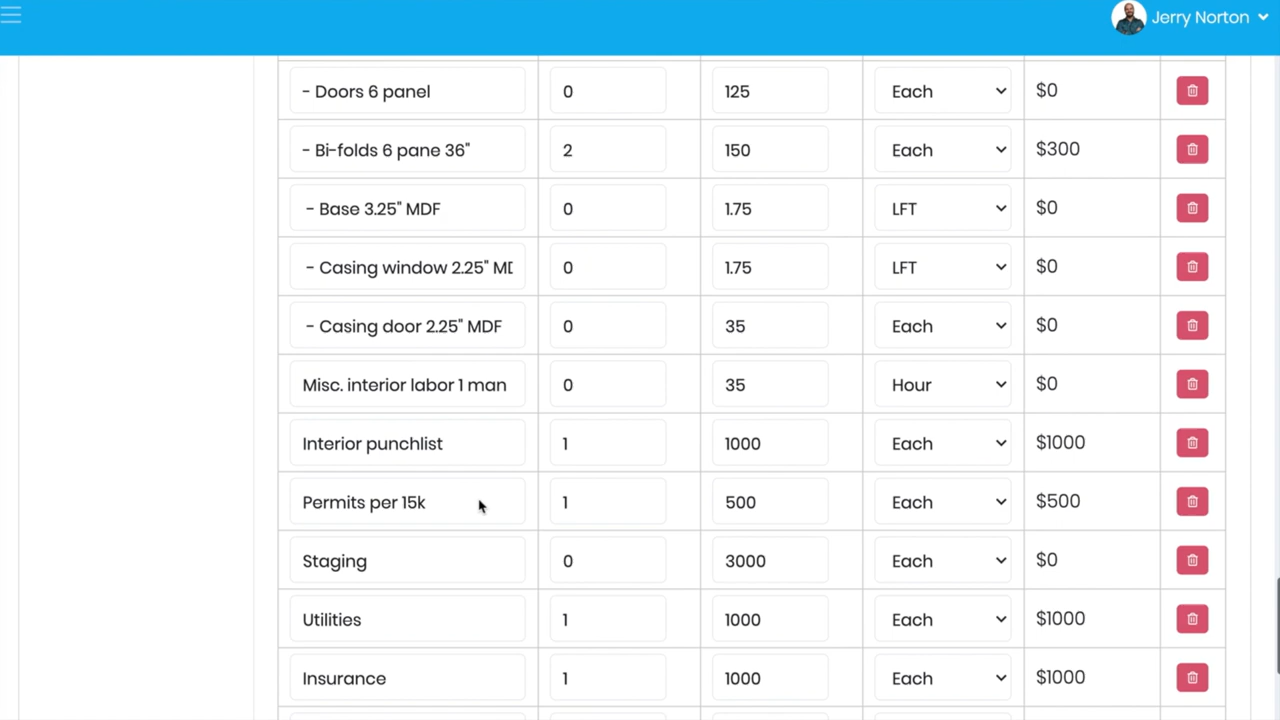 Jerry Norton
- Doors 6 panel 0 125 Each $0
- Bi-folds 6 pane 36" 2 150 Each $300
- Base 3.25" MDF 0 1.75 LFT $0
- Casing window 2.25" MD 0 1.75 LFT $0
- Casing door 2.25" MDF 0 35 Each $0
Misc. interior labor 1 man 0 35 Hour $0
Interior punchlist 1 1000 Each $1000
Permits per 15k 1 500 Each $500
Staging 0 3000 Each $0
Utilities 1 1000 Each $1000
Insurance 1 1000 Each $1000